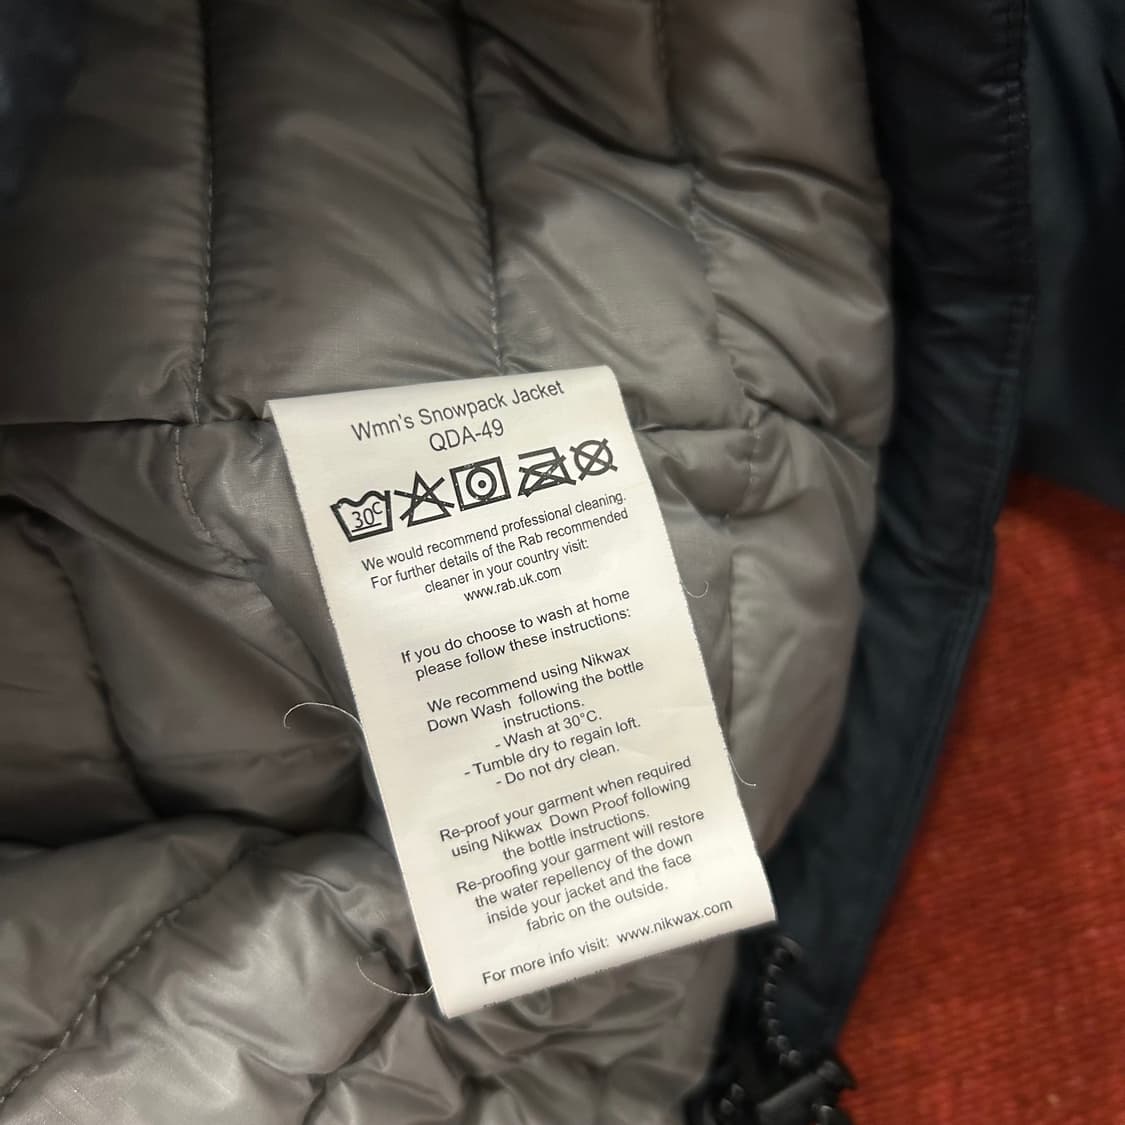 Wmn's Snowpack Jacket
QDA-49
30°C
We would recommend professional cleaning.
For further details of the Rab recommended
cleaner in your country visit:
www.rab.uk.com
If you do choose to wash at home
please follow these instructions:
We recommend using Nikwax
Down Wash following the bottle
instructions.
- Wash at 30°C.
- Tumble dry to regain loft.
- Do not dry clean.
Re-proof your garment when required
using Nikwax Down Proof following
the bottle instructions.
Re-proofing your garment will restore
the water repellency of the down
inside your jacket and the face
fabric on the outside.
For more info visit: www.nikwax.com